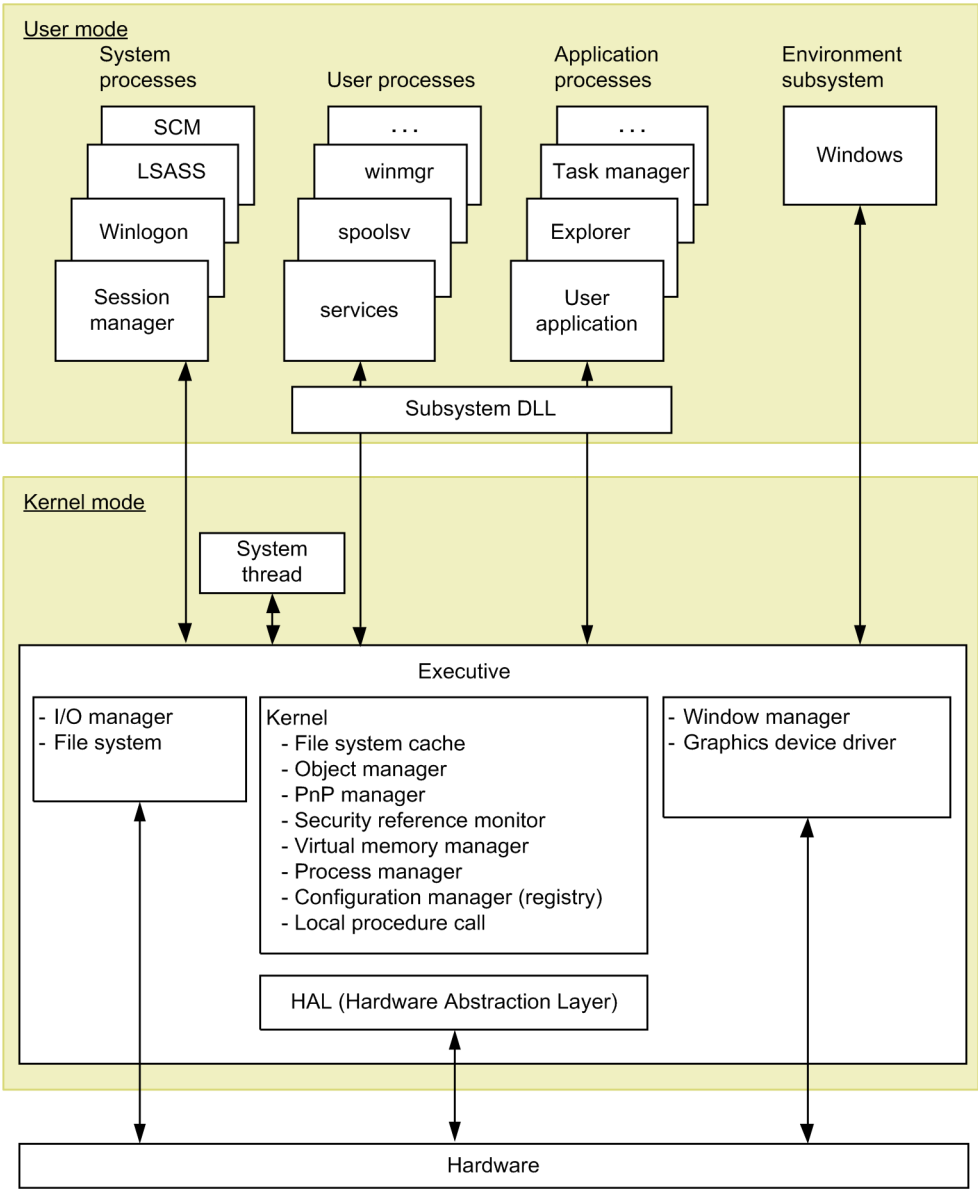 User mode
System
processes
User processes
Application
processes
Environment
subsystem
SCM
LSASS
Winlogon
Session
manager
...
winmgr
spoolsv
services
...
Task manager
Explorer
User
application
Windows
Subsystem DLL
Kernel mode
System
thread
Executive
- I/O manager
- File system
Kernel
- File system cache
- Object manager
- PnP manager
- Security reference monitor
- Virtual memory manager
- Process manager
- Configuration manager (registry)
- Local procedure call
- Window manager
- Graphics device driver
HAL (Hardware Abstraction Layer)
Hardware